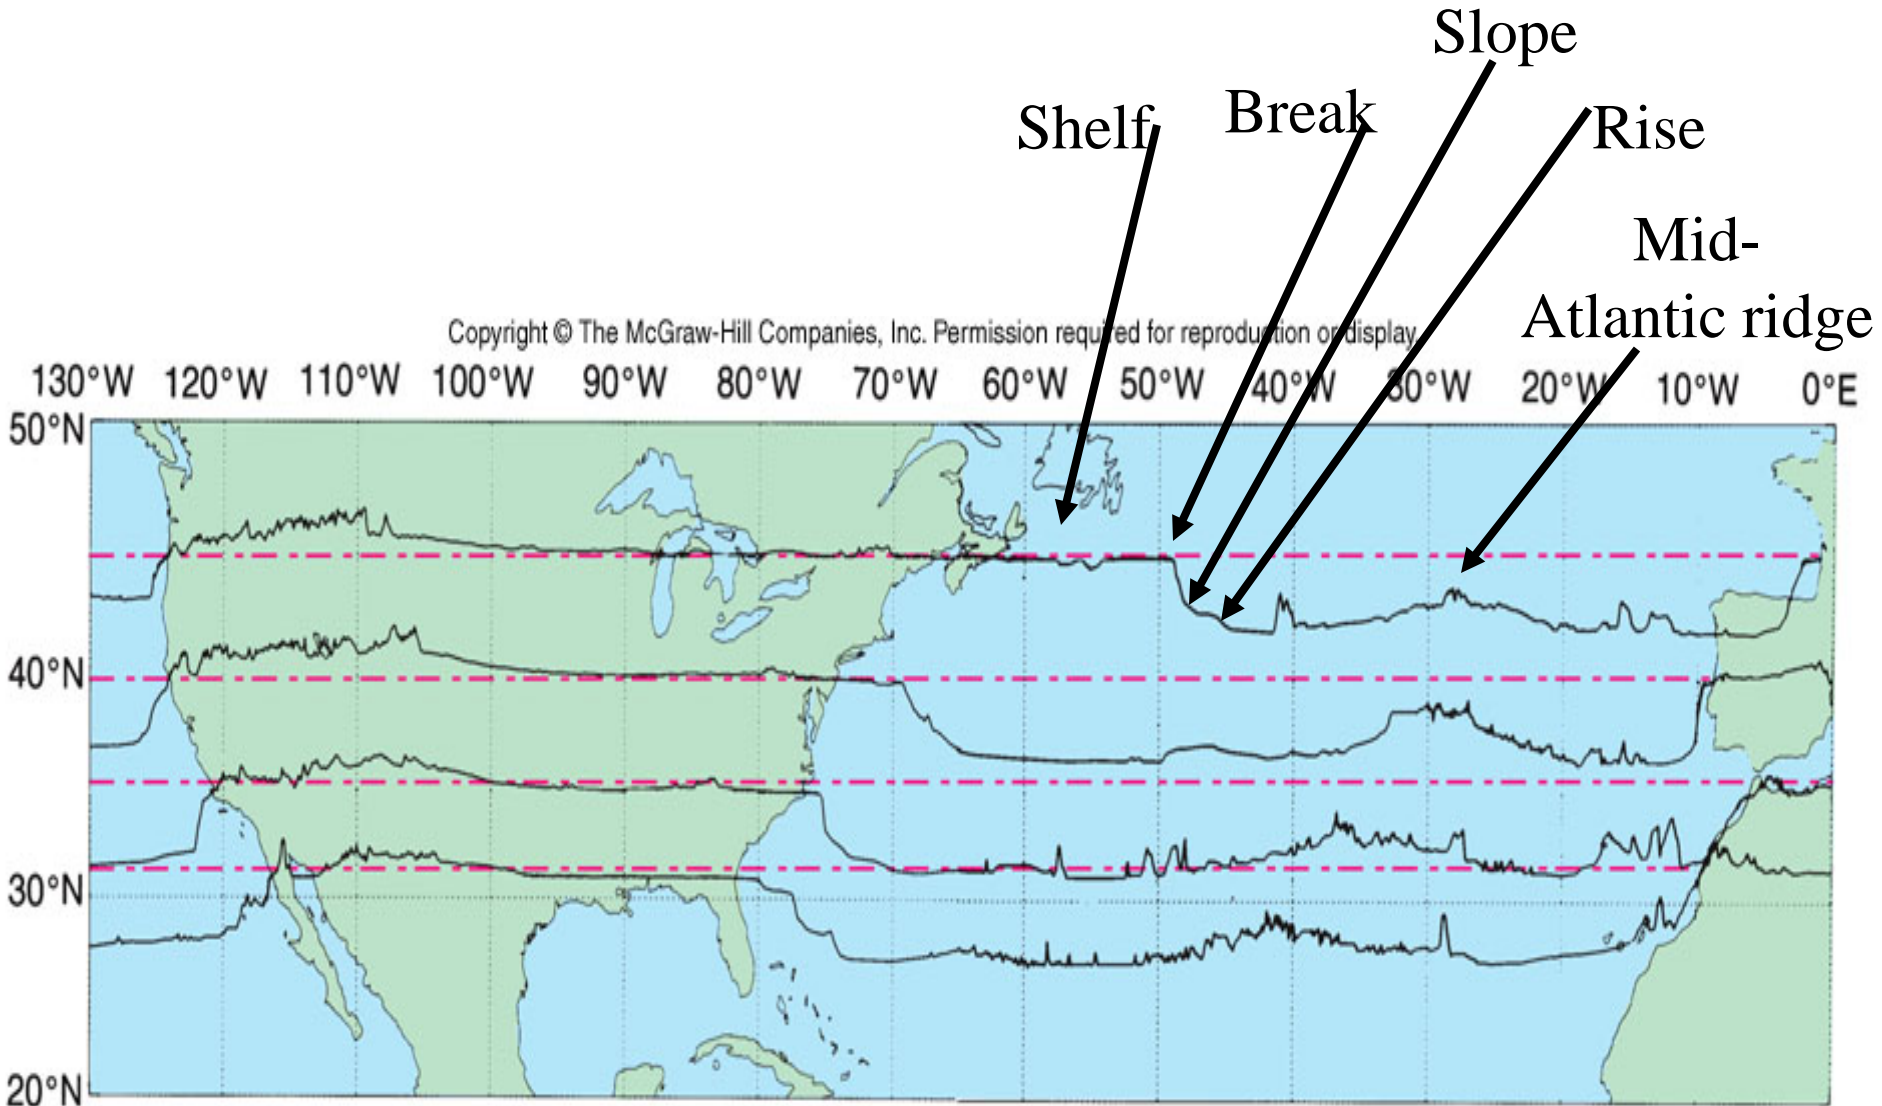 Slope
Shelf Break Rise
Mid-
Atlantic ridge
Copyright © The McGraw-Hill Companies, Inc. Permission required for reproduction or display.
130°W 120°W 110°W 100°W 90°W 80°W 70°W 60°W 50°W 40°W 30°W 20°W 10°W 0°E
50°N
40°N
30°N
20°N